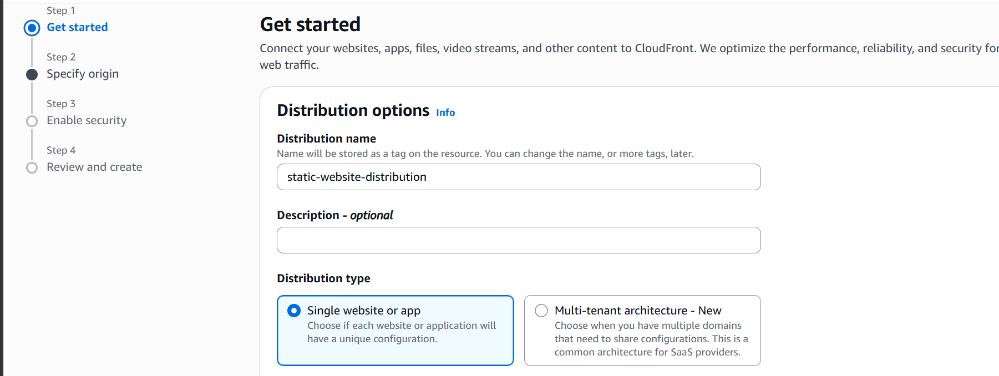 Step 1
Get started
Step 2
Specify origin
Step 3
Enable security
Step 4
Review and create
Get started
Connect your websites, apps, files, video streams, and other content to CloudFront. We optimize the performance, reliability, and security for
web traffic.
Distribution options Info
Distribution name
Name will be stored as a tag on the resource. You can change the name, or more tags, later.
static-website-distribution
Description - optional
Distribution type
Single website or app
Choose if each website or application will
have a unique configuration.
Multi-tenant architecture - New
Choose when you have multiple domains
that need to share configurations. This is a
common architecture for SaaS providers.